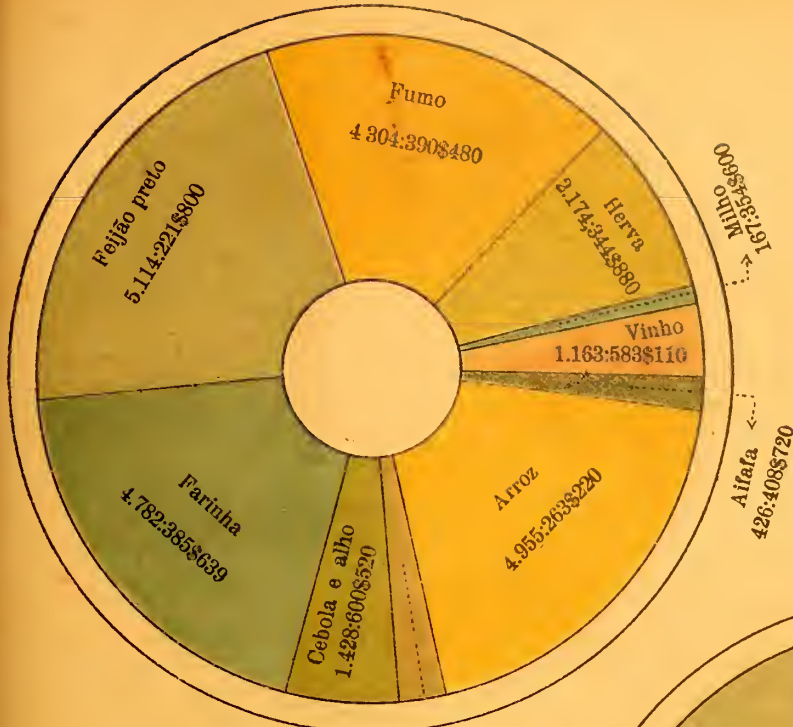 Fumo
4 304:390$480
Herva
2.174:344$880
Milho
167:354$600
Vinho
1.163:583$110
Alfafa
426:408$720
Arroz
4.955:263$220
Cebola e alho
1.428:600$520
Farinha
4.782:385$639
Feijão preto
5.114:221$800